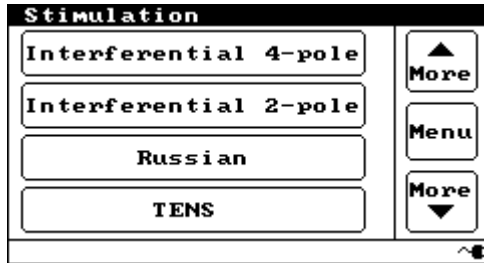 Stimulation
Interferential 4-pole
Interferential 2-pole
Russian
TENS
More
Menu
More